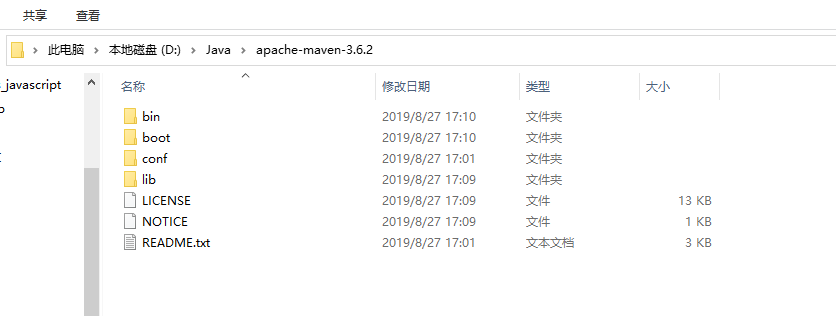 共享 查看
此电脑 本地磁盘 (D:) Java apache-maven-3.6.2
_javascript
名称 修改日期 类型 大小
bin 2019/8/27 17:10 文件夹
boot 2019/8/27 17:10 文件夹
conf 2019/8/27 17:01 文件夹
lib 2019/8/27 17:09 文件夹
LICENSE 2019/8/27 17:09 文件 13 KB
NOTICE 2019/8/27 17:09 文件 1 KB
README.txt 2019/8/27 17:01 文本文档 3 KB